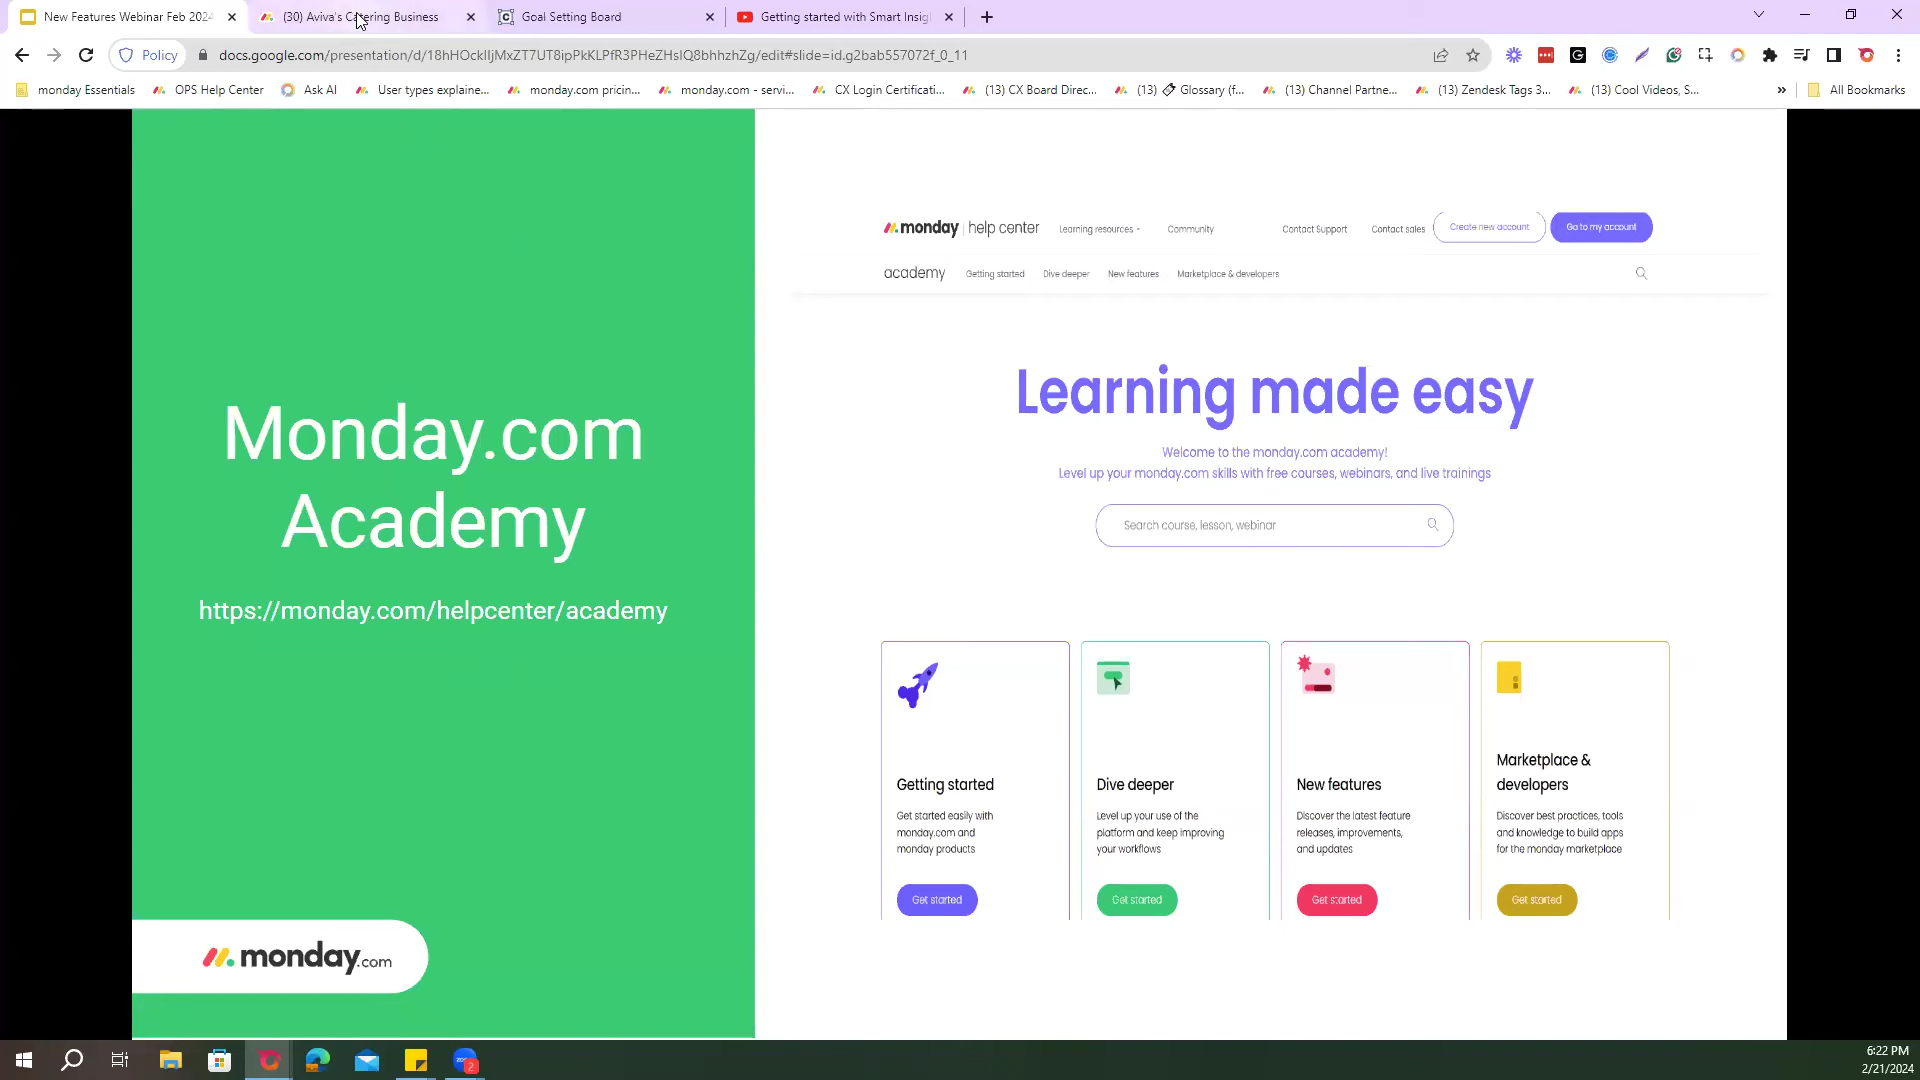 New Features Webinar Feb 2024
(30) Aviva's Catering Business
Goal Setting Board
Getting started with Smart Insig
Policy
docs.google.com/presentation/d/18hHOckIIjMxZT7UT8ipPkKLPfR3PHeZHsIQ8bhhzhZg/edit#slide=id.g2bab557072f_0_11
monday Essentials
OPS Help Center
Ask AI
User types explaine...
monday.com pricin...
monday.com - servi...
CX Login Certificati...
(13) CX Board Direc...
(13) Glossary (f...
(13) Channel Partne...
(13) Zendesk Tags 3...
(13) Cool Videos, S...
»
All Bookmarks
Monday.com
Academy
https://monday.com/helpcenter/academy
monday.com
monday | help center
Learning resources
Community
Contact Support
Contact sales
Create new account
Go to my account
academy
Getting started
Dive deeper
New features
Marketplace & developers
Learning made easy
Welcome to the monday.com academy!
Level up your monday.com skills with free courses, webinars, and live trainings
Search course, lesson, webinar
Getting started
Get started easily with
monday.com and
monday products
Get started
Dive deeper
Level up your use of the
platform and keep improving
your workflows
Get started
New features
Discover the latest feature
releases, improvements,
and updates
Get started
Marketplace &
developers
Discover best practices, tools
and knowledge to build apps
for the monday marketplace
Get started
zoom
2
6:22 PM
2/21/2024